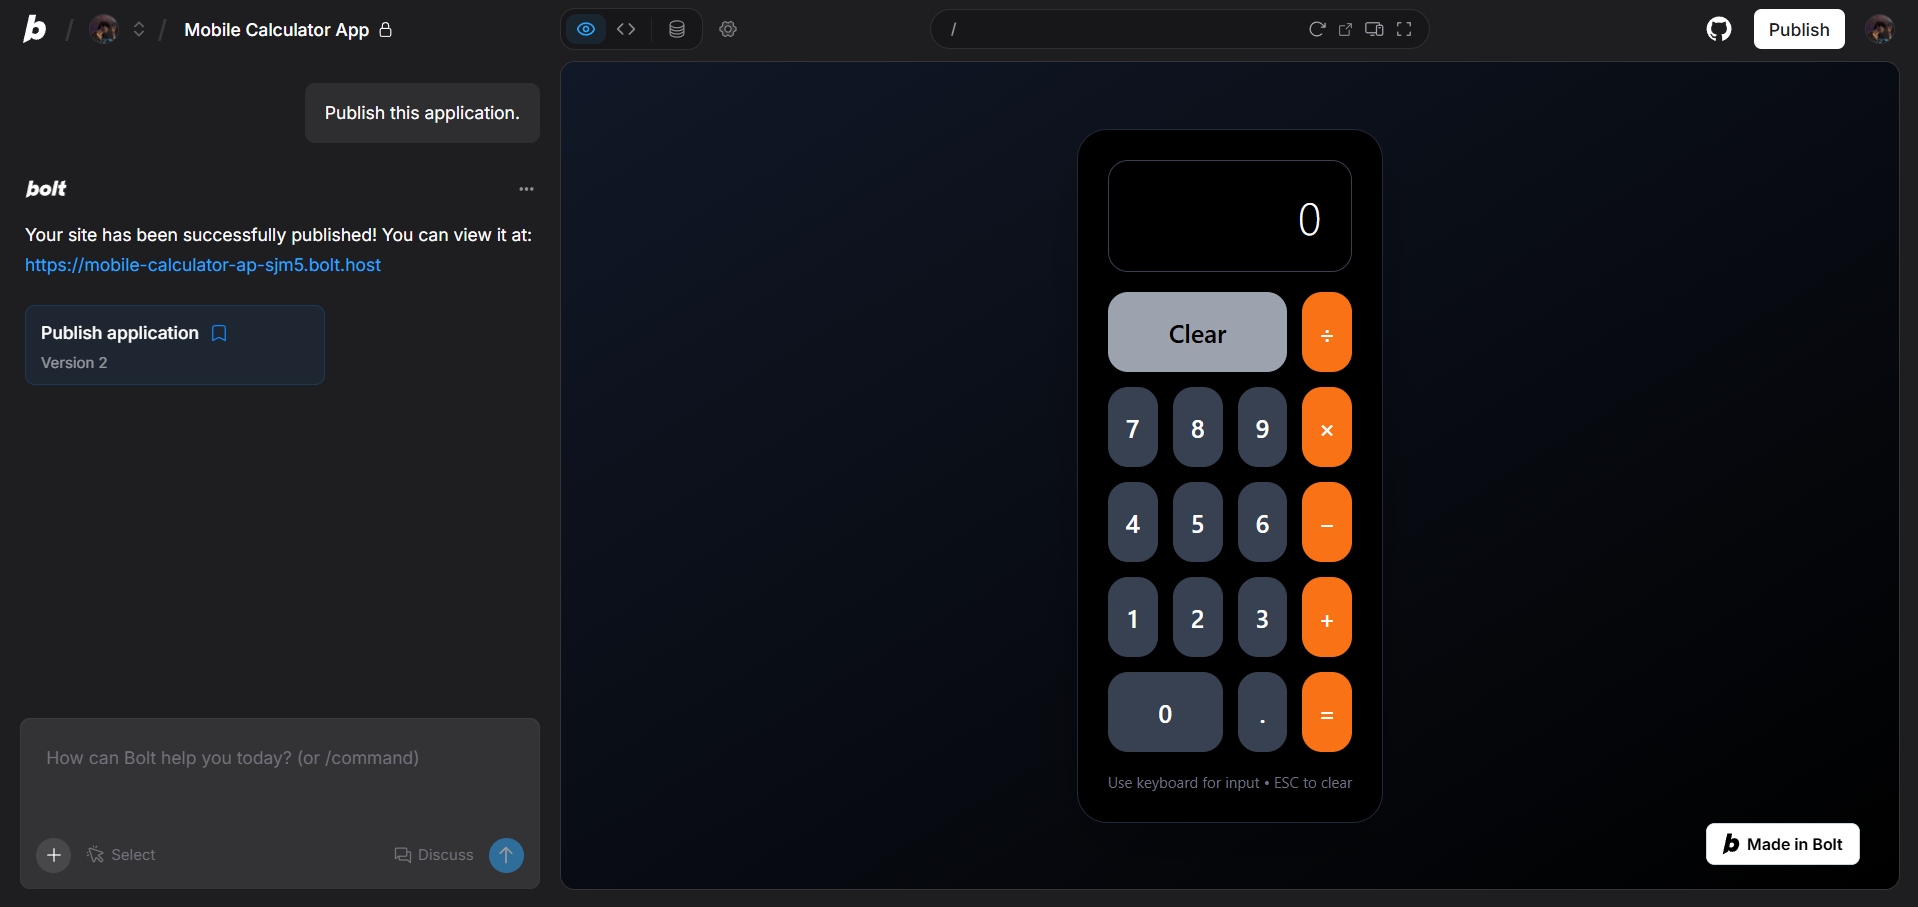 b / / Mobile Calculator App
/
Publish
Publish this application.
bolt
Your site has been successfully published! You can view it at:
https://mobile-calculator-ap-sjm5.bolt.host
Publish application
Version 2
How can Bolt help you today? (or /command)
Select
Discuss
0
Clear ÷
7 8 9 ×
4 5 6 −
1 2 3 +
0 . =
Use keyboard for input • ESC to clear
b Made in Bolt